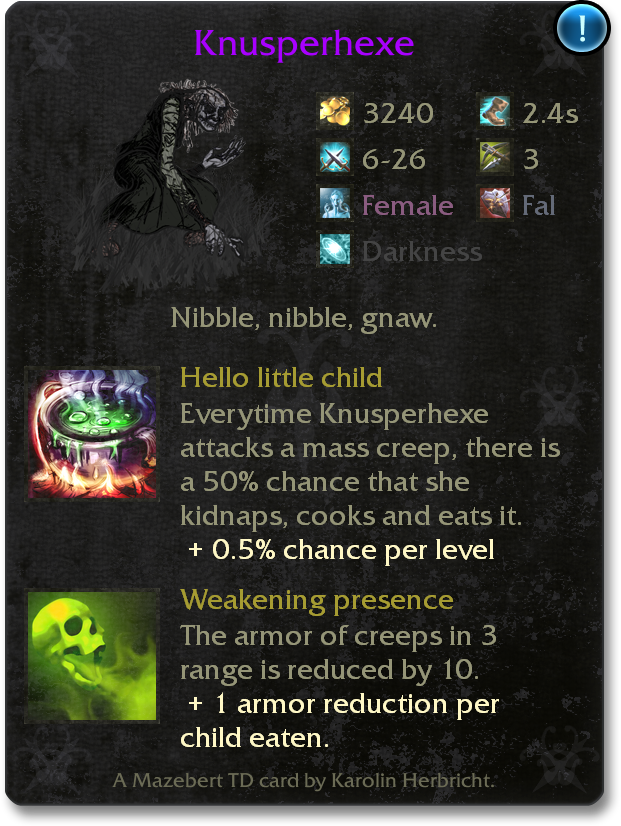 !
Knusperhexe
3240 2.4s
6-26 3
Female Fal
Darkness
Nibble, nibble, gnaw.
Hello little child
Everytime Knusperhexe
attacks a mass creep, there is
a 50% chance that she
kidnaps, cooks and eats it.
+ 0.5% chance per level
Weakening presence
The armor of creeps in 3
range is reduced by 10.
+ 1 armor reduction per
child eaten.
A Mazebert TD card by Karolin Herbricht.